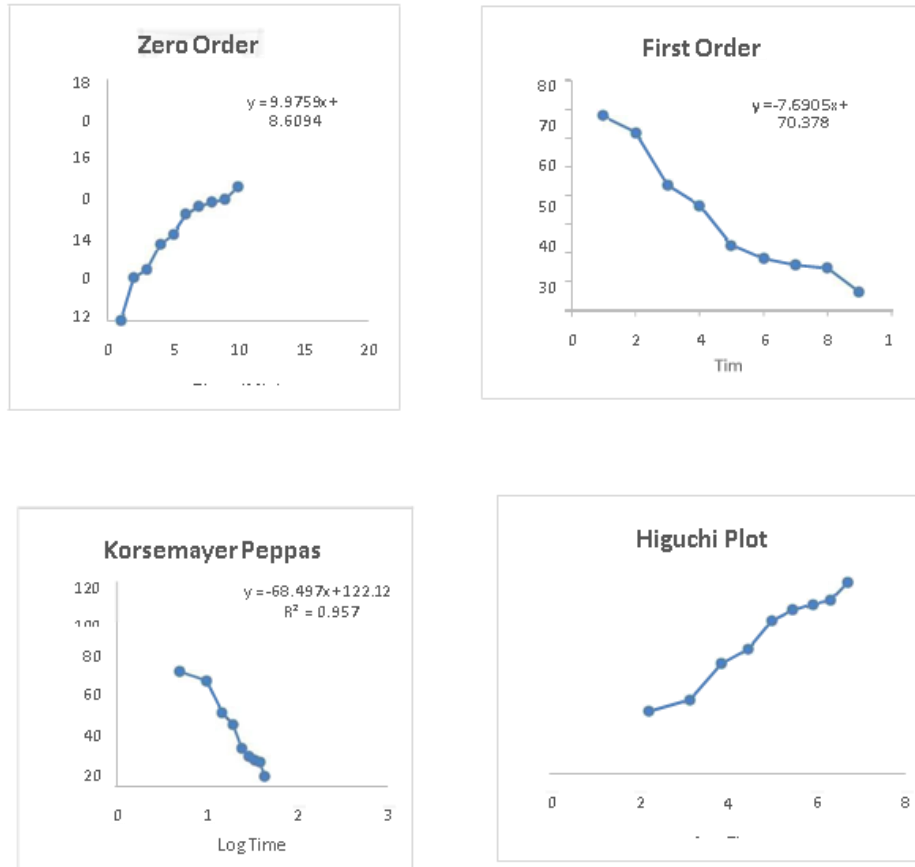 Zero Order
y = 9.9759x +
8.6094
18
0
16
0
14
0
12
0 5 10 15 20
First Order
y =-7.6905x +
70.378
80
70
60
50
40
30
0 2 4 6 8 1
Tim
Korsemayer Peppas
y = -68.497x + 122.12
R² = 0.957
120
100
80
60
40
20
0 1 2 3
Log Time
Higuchi Plot
0 2 4 6 8